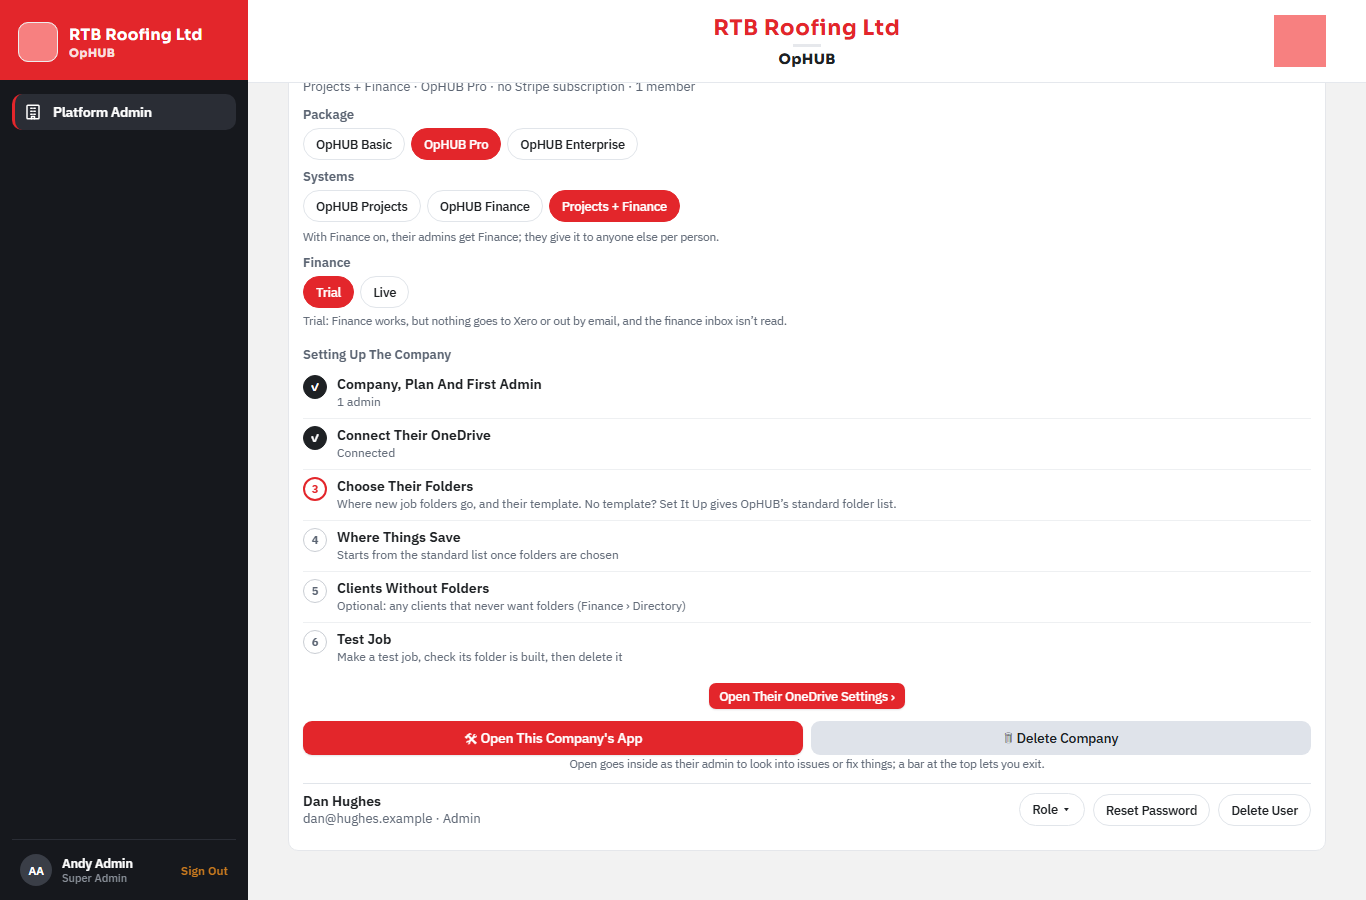 RTB Roofing Ltd
OpHUB
Platform Admin
RTB Roofing Ltd
OpHUB
Projects + Finance · OpHUB Pro · no Stripe subscription · 1 member
Package
OpHUB Basic
OpHUB Pro
OpHUB Enterprise
Systems
OpHUB Projects
OpHUB Finance
Projects + Finance
With Finance on, their admins get Finance; they give it to anyone else per person.
Finance
Trial
Live
Trial: Finance works, but nothing goes to Xero or out by email, and the finance inbox isn’t read.
Setting Up The Company
✓ Company, Plan And First Admin
1 admin
✓ Connect Their OneDrive
Connected
3 Choose Their Folders
Where new job folders go, and their template. No template? Set It Up gives OpHUB’s standard folder list.
4 Where Things Save
Starts from the standard list once folders are chosen
5 Clients Without Folders
Optional: any clients that never want folders (Finance › Directory)
6 Test Job
Make a test job, check its folder is built, then delete it
Open Their OneDrive Settings ›
🛠 Open This Company's App
🗑 Delete Company
Open goes inside as their admin to look into issues or fix things; a bar at the top lets you exit.
Dan Hughes
dan@hughes.example · Admin
Role
Reset Password
Delete User
AA
Andy Admin
Super Admin
Sign Out